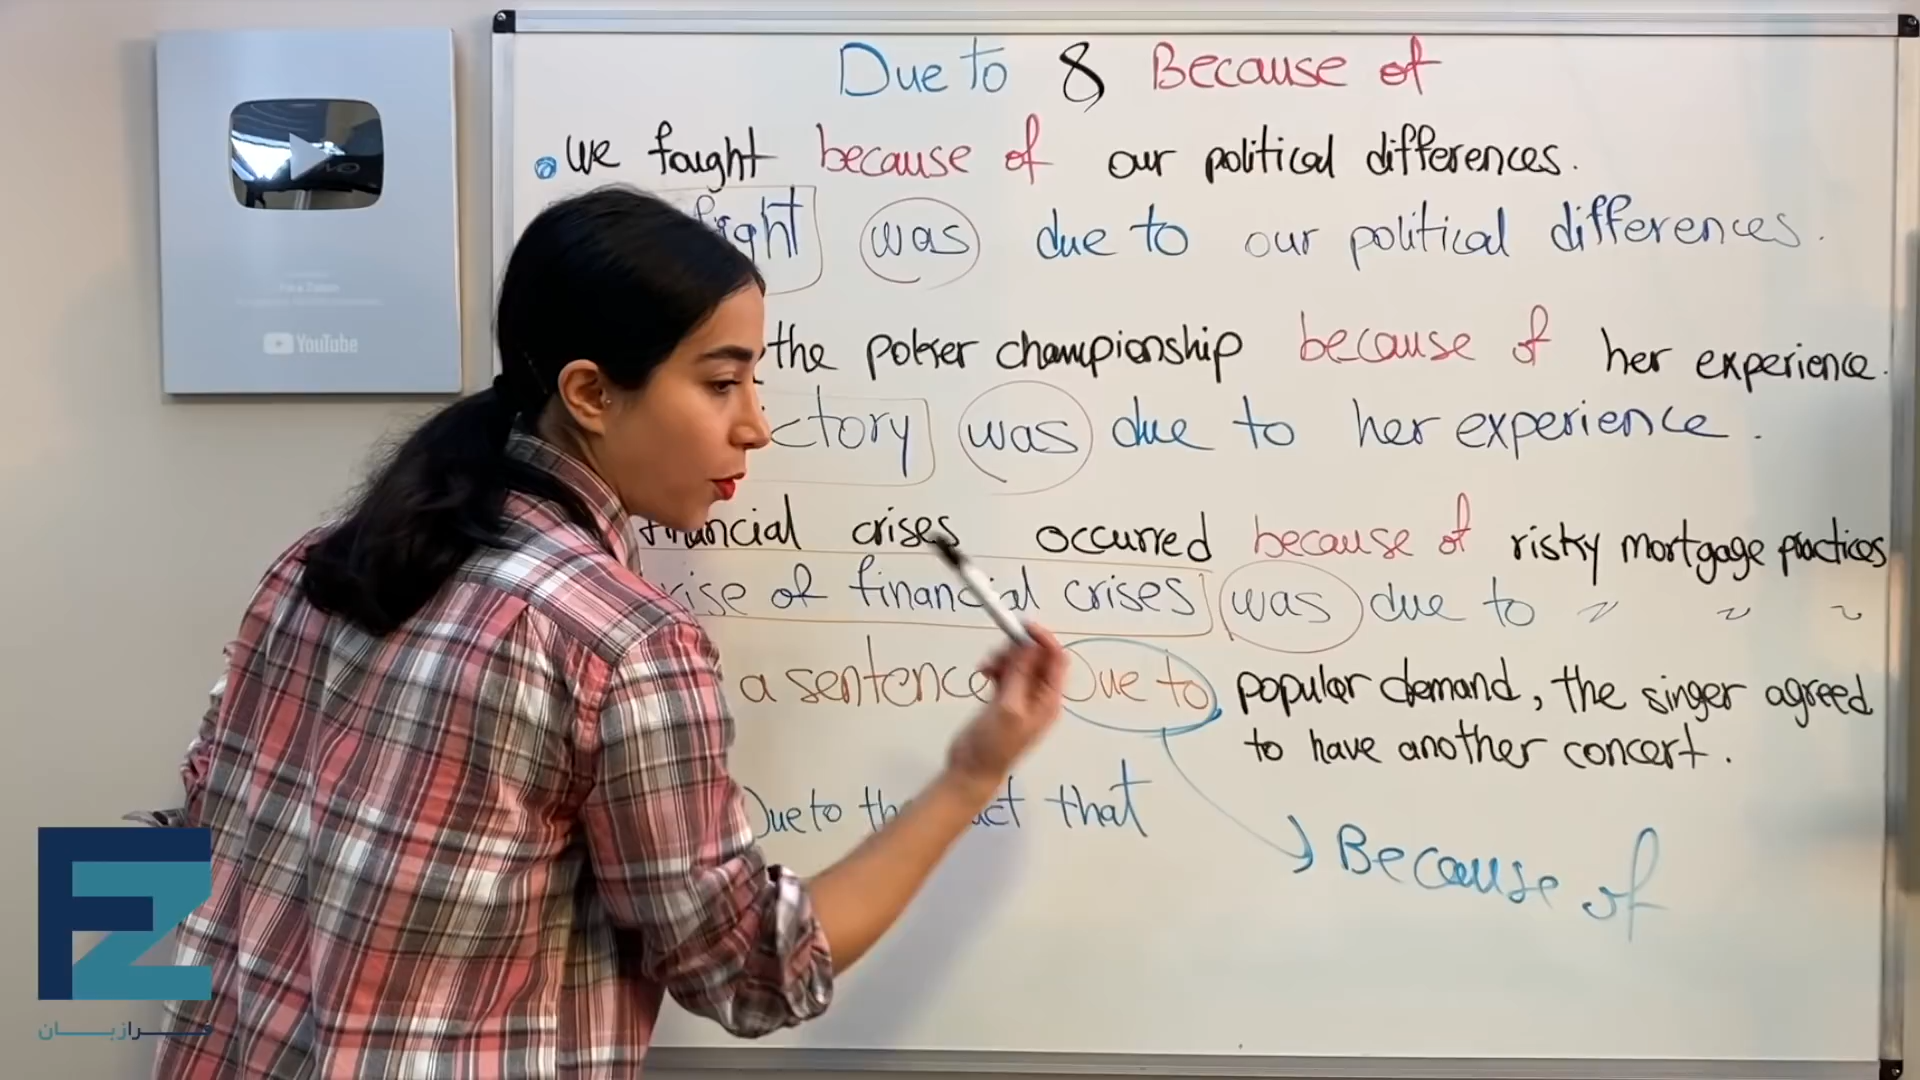 Due to & Because of
we fought because of our political differences.
fight was due to our political differences.
the poker championship because of her experience.
ctory was due to her experience.
financial crises occurred because of risky mortgage practices
rise of financial crises was due to 〃 〃 〃
a sentence Due to popular demand, the singer agreed
to have another concert.
Due to the fact that
Because of
YouTube
FZ
فرازبان